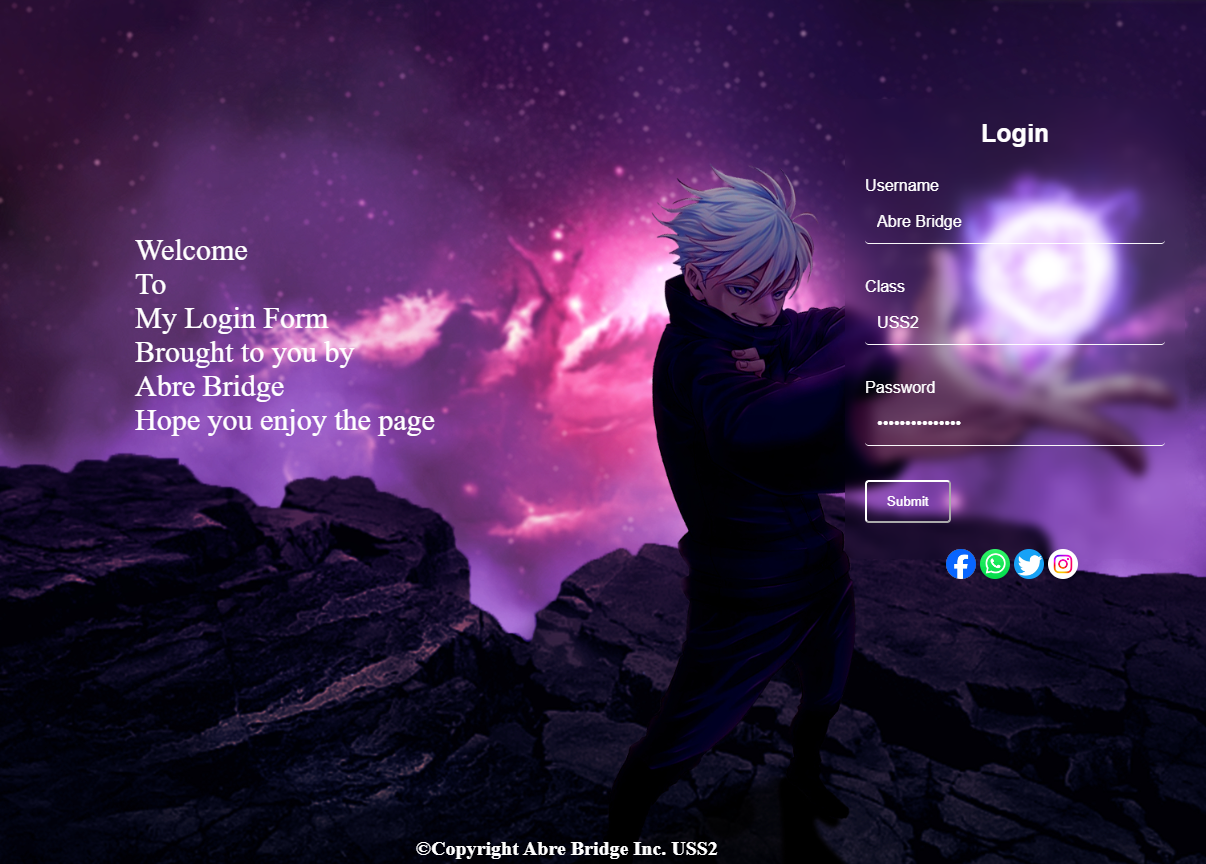 Welcome
To
My Login Form
Brought to you by
Abre Bridge
Hope you enjoy the page
Login
Username
Abre Bridge
Class
USS2
Password
•••••••••••••••
Submit
©Copyright Abre Bridge Inc. USS2